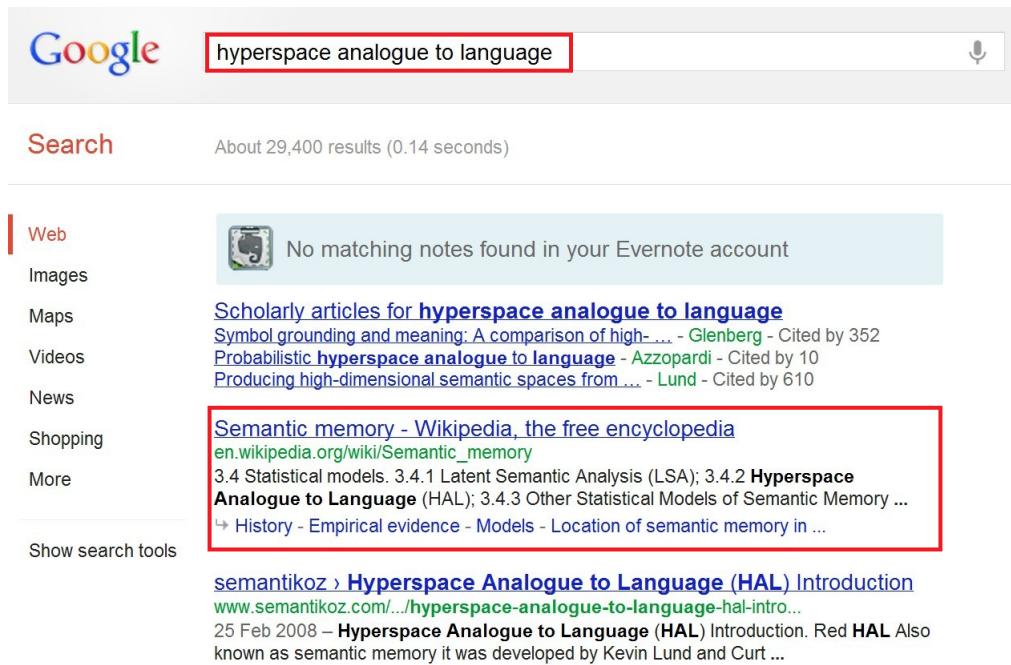 Google
hyperspace analogue to language
Search
About 29,400 results (0.14 seconds)
Web
Images
Maps
Videos
News
Shopping
More
Show search tools
No matching notes found in your Evernote account
Scholarly articles for hyperspace analogue to language
Symbol grounding and meaning: A comparison of high- ... - Glenberg - Cited by 352
Probabilistic hyperspace analogue to language - Azzopardi - Cited by 10
Producing high-dimensional semantic spaces from ... - Lund - Cited by 610
Semantic memory - Wikipedia, the free encyclopedia
en.wikipedia.org/wiki/Semantic_memory
3.4 Statistical models. 3.4.1 Latent Semantic Analysis (LSA); 3.4.2 Hyperspace
Analogue to Language (HAL); 3.4.3 Other Statistical Models of Semantic Memory ...
History - Empirical evidence - Models - Location of semantic memory in ...
semantikoz › Hyperspace Analogue to Language (HAL) Introduction
www.semantikoz.com/.../hyperspace-analogue-to-language-hal-intro...
25 Feb 2008 – Hyperspace Analogue to Language (HAL) Introduction. Red HAL Also
known as semantic memory it was developed by Kevin Lund and Curt ...